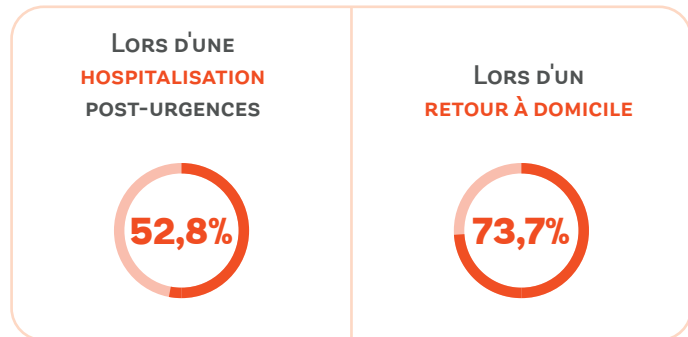 Lors d'une
hospitalisation
post-urgences
52,8%
Lors d'un
retour à domicile
73,7%